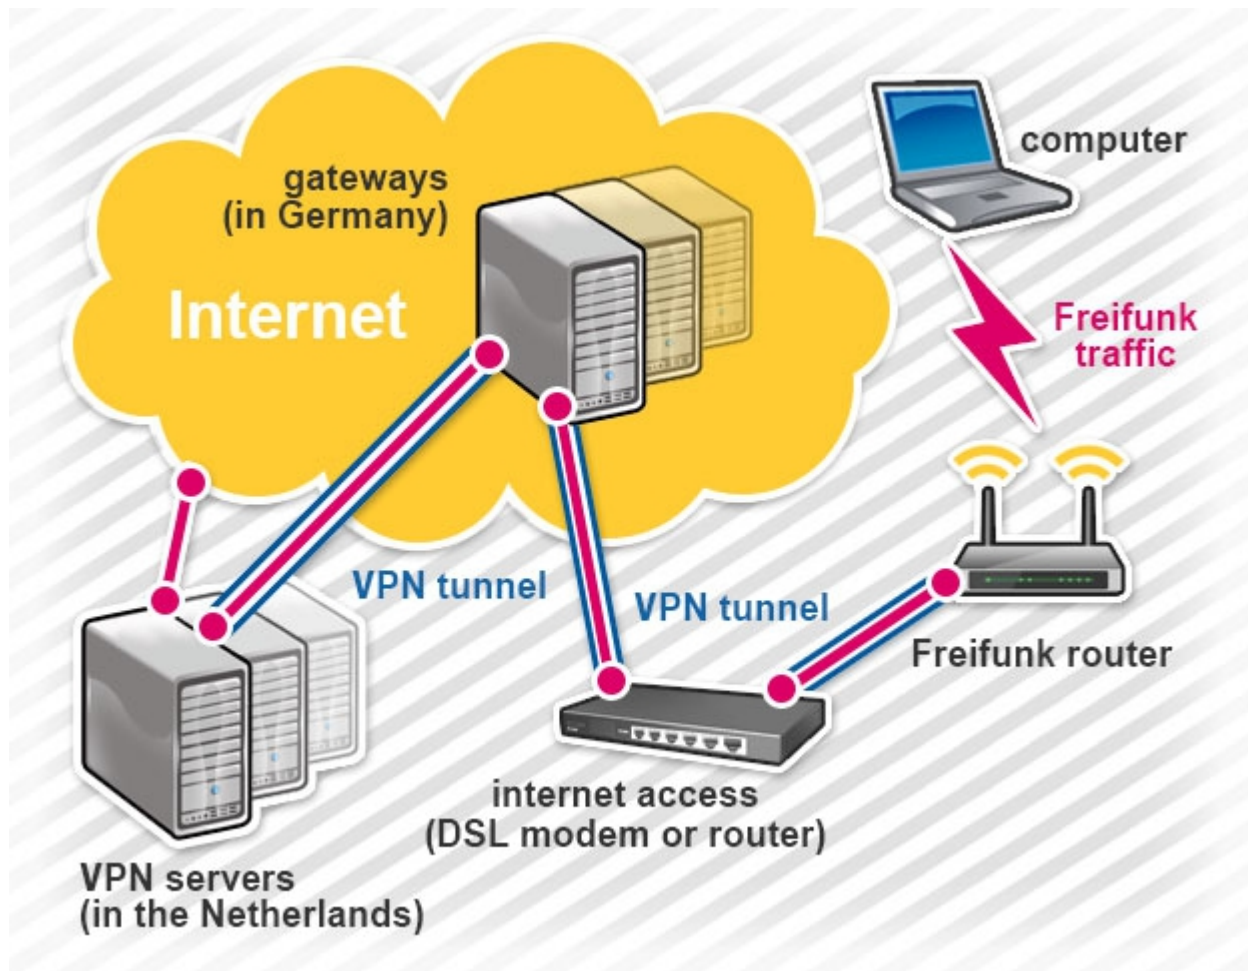 gateways
(in Germany)
Internet
computer
Freifunk
traffic
VPN tunnel
VPN tunnel
Freifunk router
internet access
(DSL modem or router)
VPN servers
(in the Netherlands)